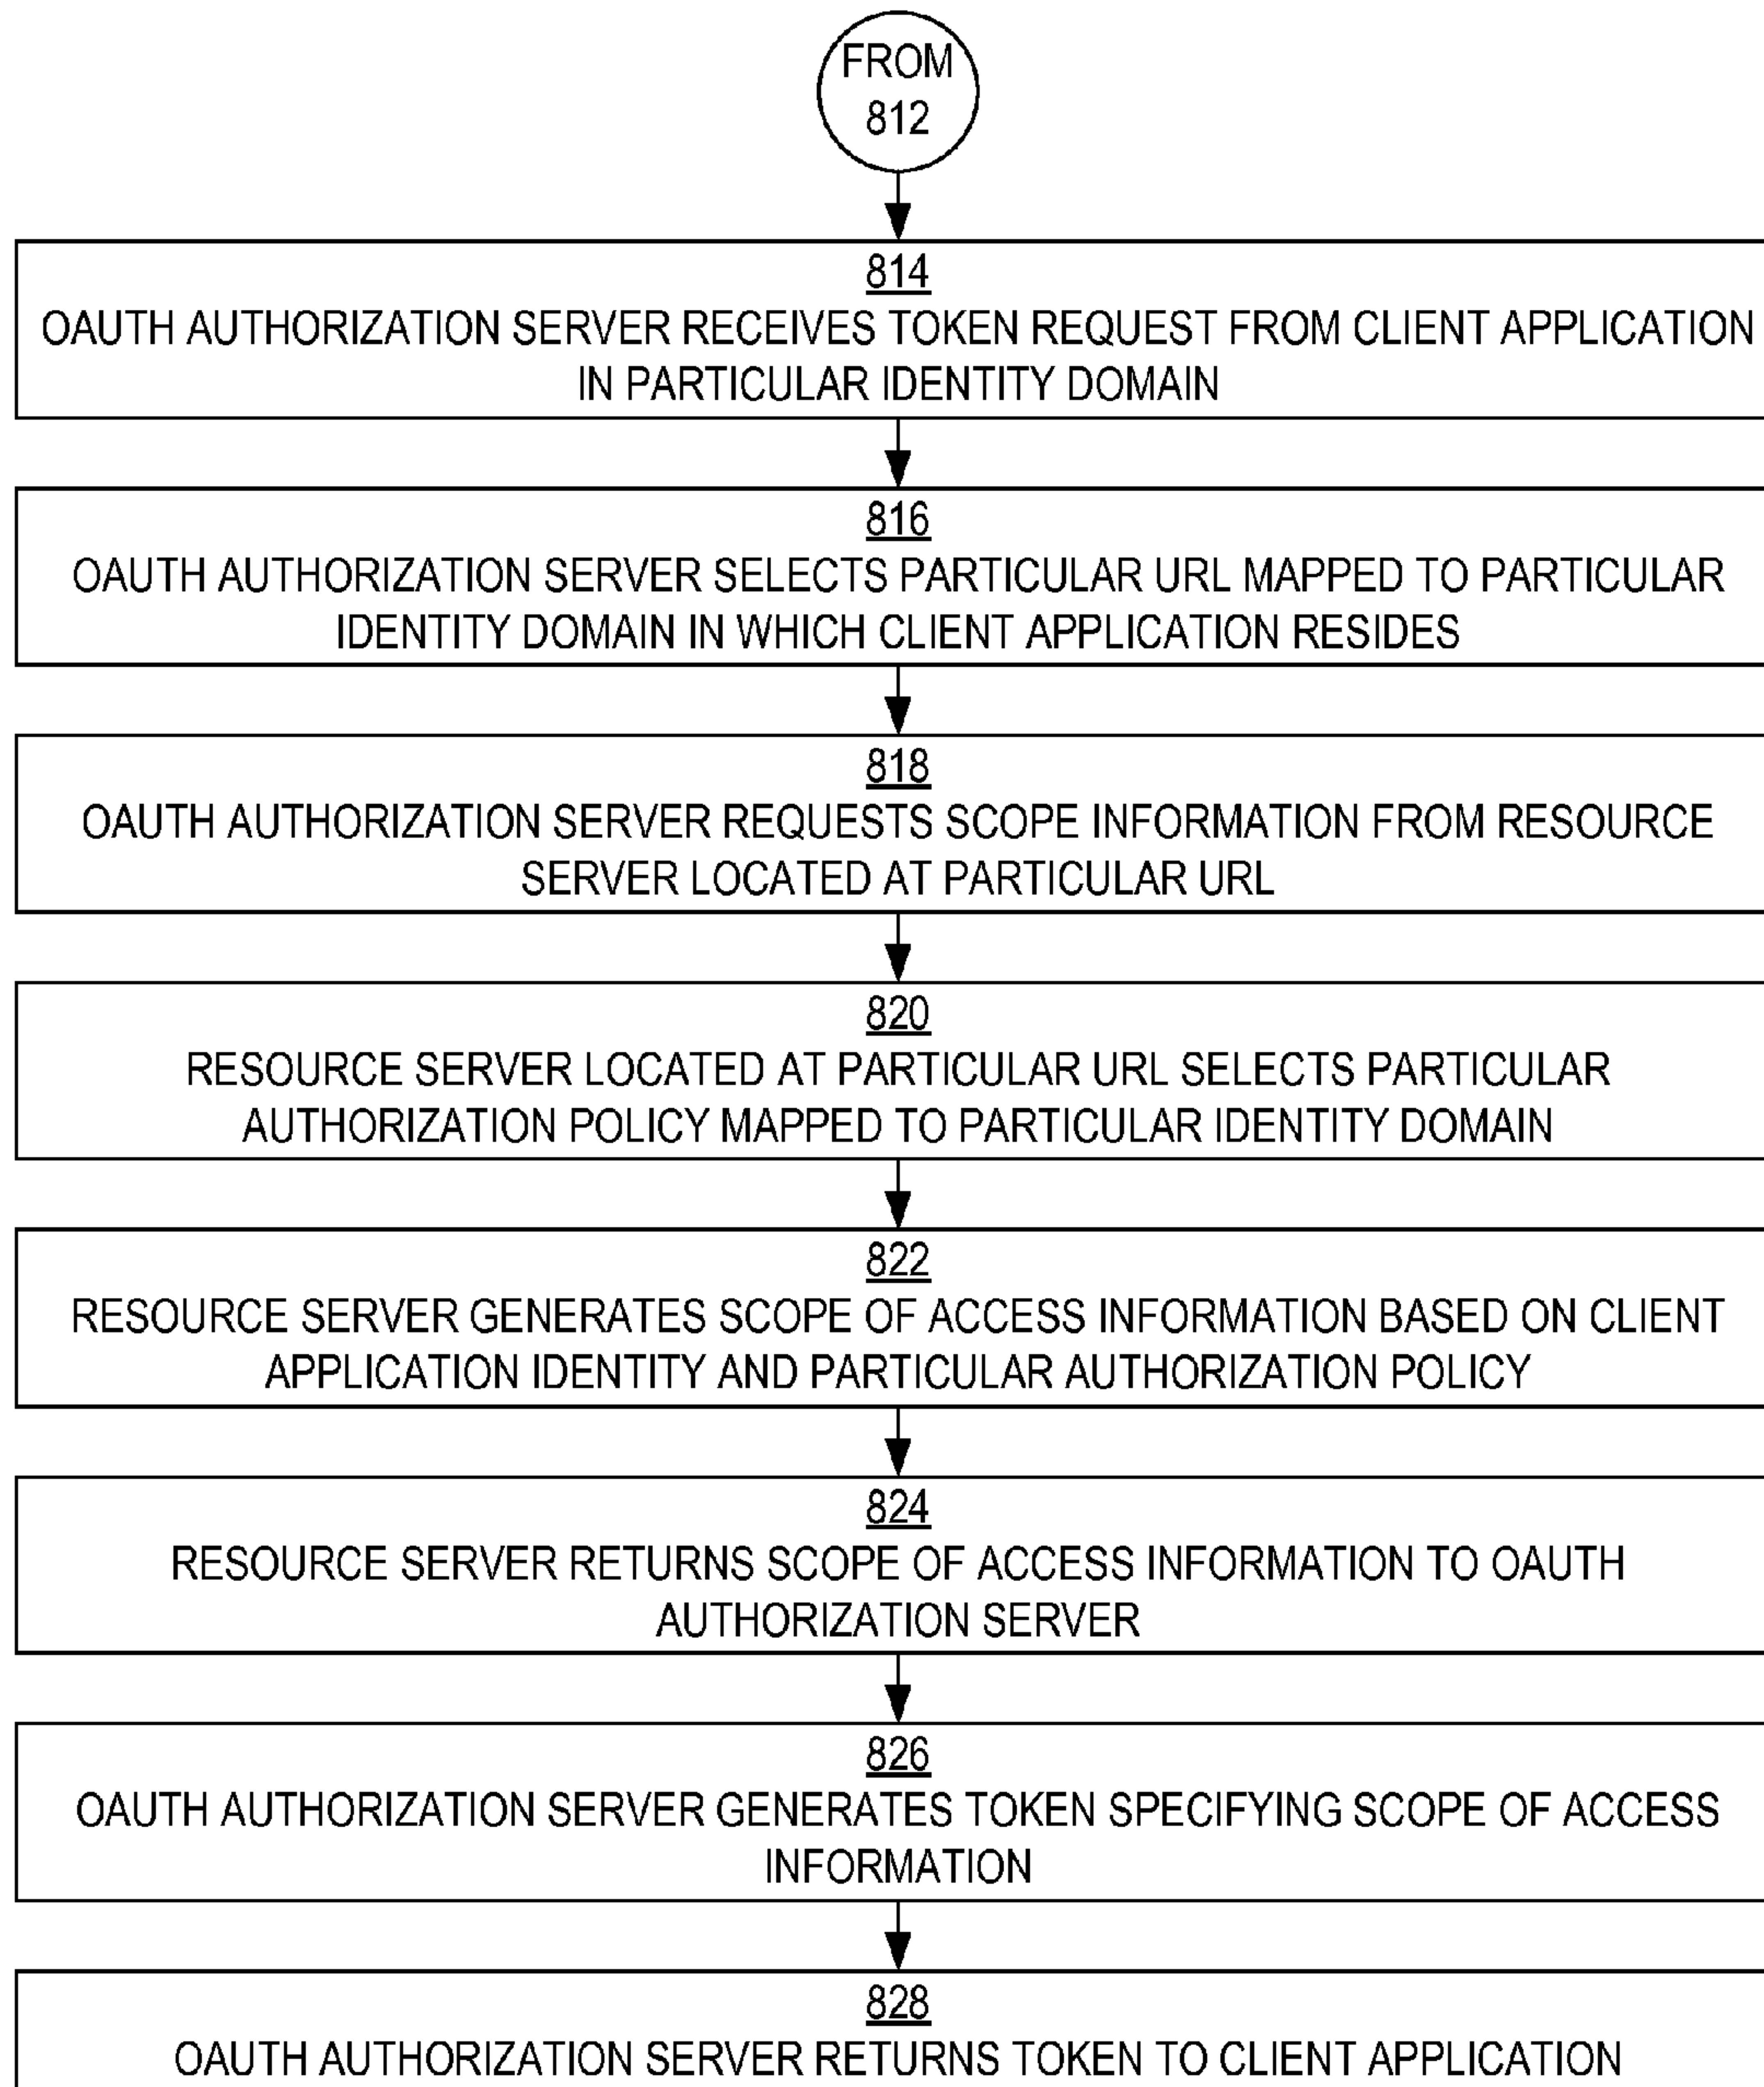 FROM
812
814
OAUTH AUTHORIZATION SERVER RECEIVES TOKEN REQUEST FROM CLIENT APPLICATION
IN PARTICULAR IDENTITY DOMAIN
816
OAUTH AUTHORIZATION SERVER SELECTS PARTICULAR URL MAPPED TO PARTICULAR
IDENTITY DOMAIN IN WHICH CLIENT APPLICATION RESIDES
818
OAUTH AUTHORIZATION SERVER REQUESTS SCOPE INFORMATION FROM RESOURCE
SERVER LOCATED AT PARTICULAR URL
820
RESOURCE SERVER LOCATED AT PARTICULAR URL SELECTS PARTICULAR
AUTHORIZATION POLICY MAPPED TO PARTICULAR IDENTITY DOMAIN
822
RESOURCE SERVER GENERATES SCOPE OF ACCESS INFORMATION BASED ON CLIENT
APPLICATION IDENTITY AND PARTICULAR AUTHORIZATION POLICY
824
RESOURCE SERVER RETURNS SCOPE OF ACCESS INFORMATION TO OAUTH
AUTHORIZATION SERVER
826
OAUTH AUTHORIZATION SERVER GENERATES TOKEN SPECIFYING SCOPE OF ACCESS
INFORMATION
828
OAUTH AUTHORIZATION SERVER RETURNS TOKEN TO CLIENT APPLICATION